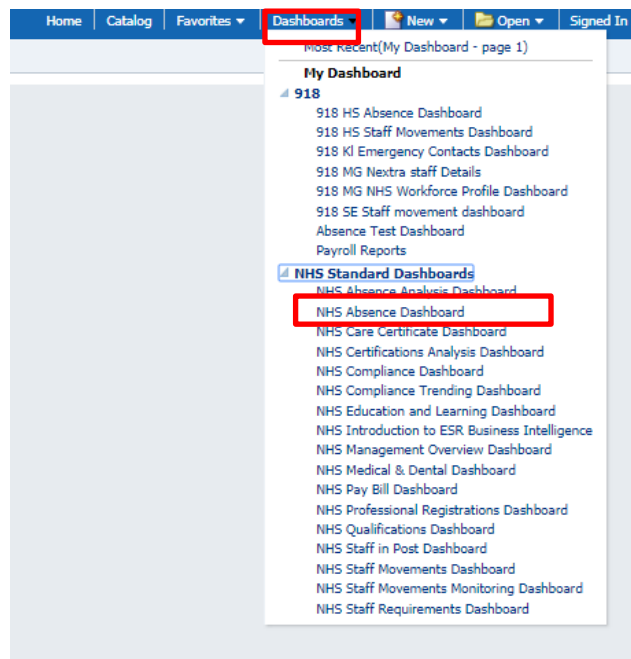 Home Catalog Favorites Dashboards New Open Signed In
Most Recent(My Dashboard - page 1)
My Dashboard
918
918 HS Absence Dashboard
918 HS Staff Movements Dashboard
918 KI Emergency Contacts Dashboard
918 MG Nextra staff Details
918 MG NHS Workforce Profile Dashboard
918 SE Staff movement dashboard
Absence Test Dashboard
Payroll Reports
NHS Standard Dashboards
NHS Absence Analysis Dashboard
NHS Absence Dashboard
NHS Care Certificate Dashboard
NHS Certifications Analysis Dashboard
NHS Compliance Dashboard
NHS Compliance Trending Dashboard
NHS Education and Learning Dashboard
NHS Introduction to ESR Business Intelligence
NHS Management Overview Dashboard
NHS Medical & Dental Dashboard
NHS Pay Bill Dashboard
NHS Professional Registrations Dashboard
NHS Qualifications Dashboard
NHS Staff in Post Dashboard
NHS Staff Movements Dashboard
NHS Staff Movements Monitoring Dashboard
NHS Staff Requirements Dashboard